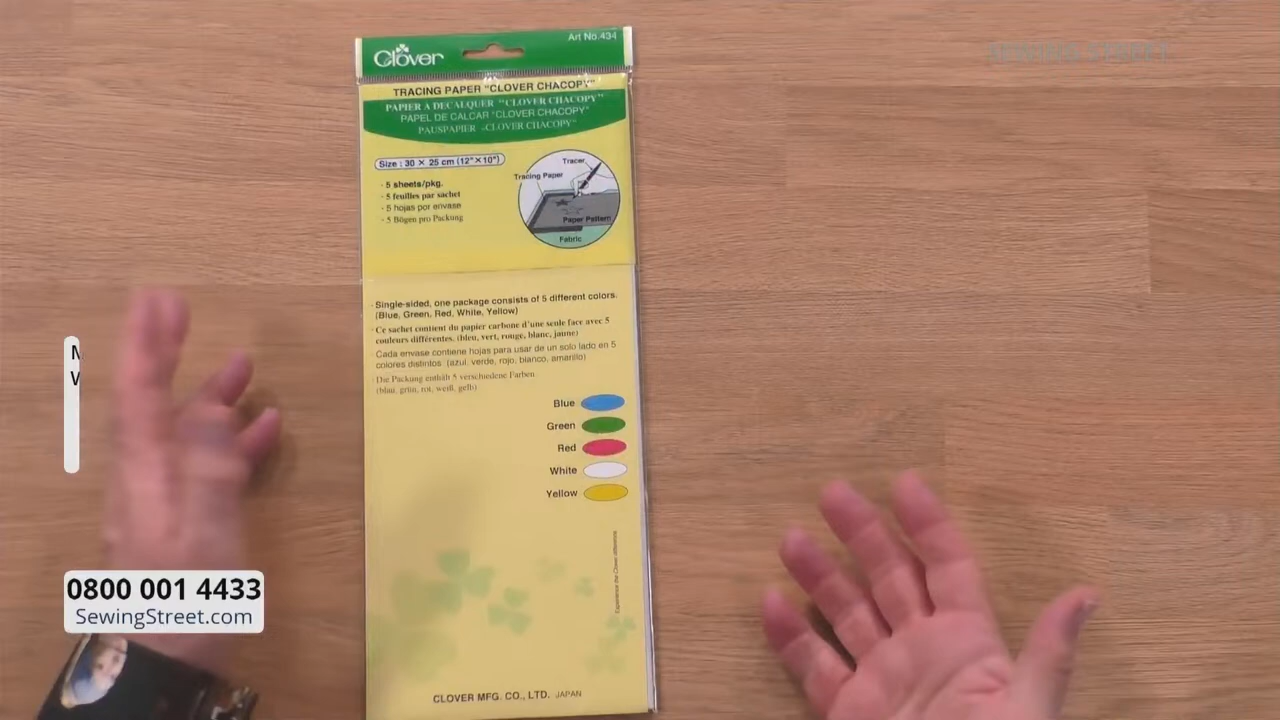 Clover
Art No.434
TRACING PAPER "CLOVER CHACOPY"
PAPIER À DÉCALQUER "CLOVER CHACOPY"
PAPEL DE CALCAR "CLOVER CHACOPY"
PAUSPAPIER „CLOVER CHACOPY"
Size : 30 × 25 cm (12"×10")
· 5 sheets/pkg.
· 5 feuilles par sachet
· 5 hojas por envase
· 5 Bögen pro Packung
Tracer
Tracing Paper
Paper Pattern
Fabric
· Single-sided, one package consists of 5 different colors.
(Blue, Green, Red, White, Yellow)
· Ce sachet contient du papier carbone d'une seule face avec 5
couleurs différentes. (bleu, vert, rouge, blanc, jaune)
· Cada envase contiene hojas para usar de un solo lado en 5
colores distintos. (azul, verde, rojo, blanco, amarillo)
· Die Packung enthält 5 verschiedene Farben
(blau, grün, rot, weiß, gelb)
Blue
Green
Red
White
Yellow
Experience the Clover difference.
CLOVER MFG. CO., LTD. JAPAN
0800 001 4433
SewingStreet.com